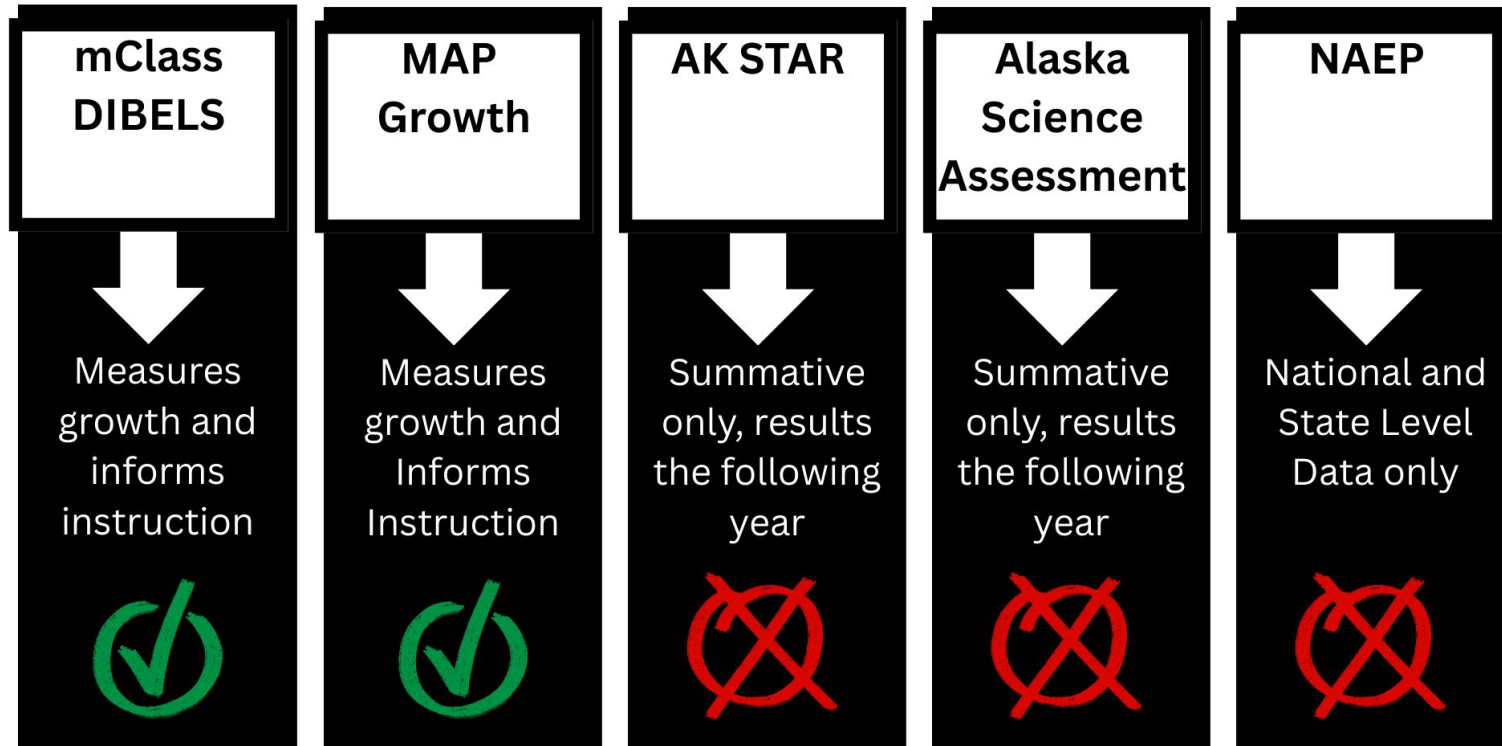 mClass
DIBELS
Measures
growth and
informs
instruction
MAP
Growth
Measures
growth and
Informs
Instruction
AK STAR
Summative
only, results
the following
year
Alaska
Science
Assessment
Summative
only, results
the following
year
NAEP
National and
State Level
Data only